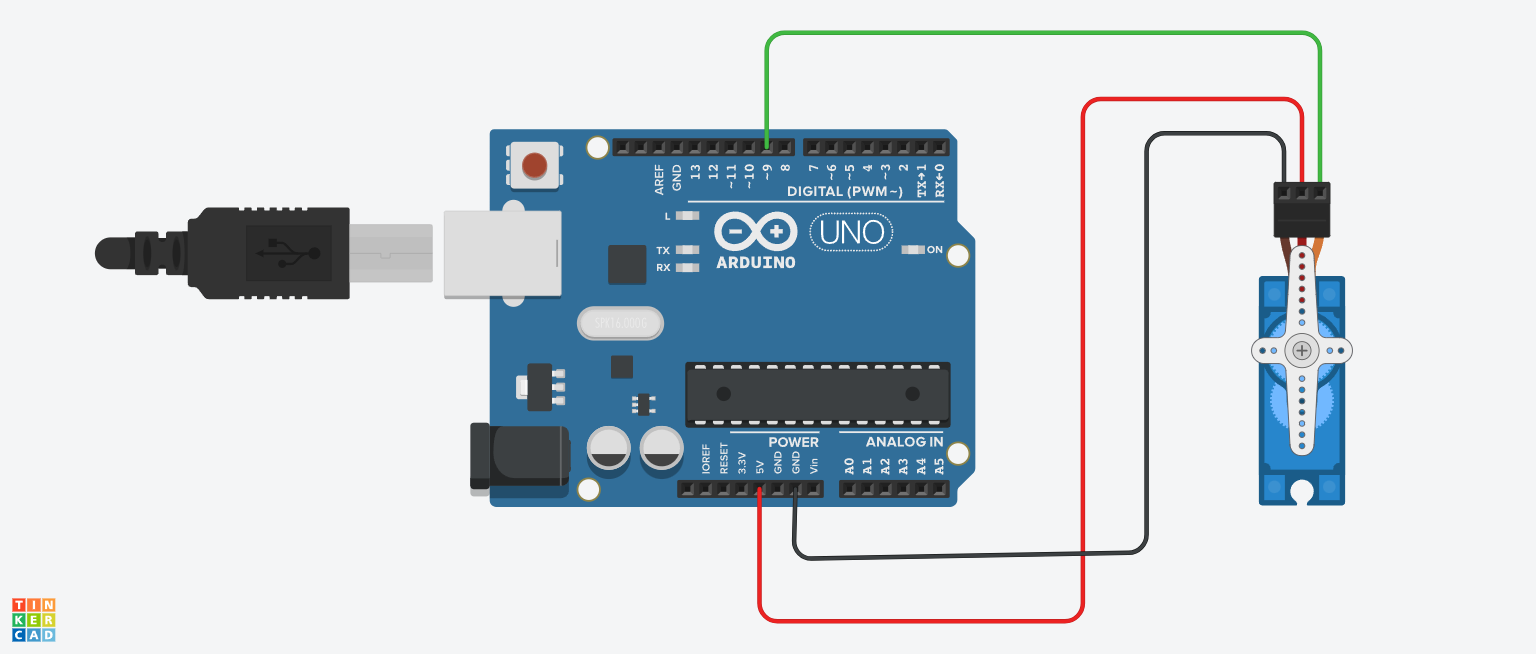 AREF
GND
13
12
~11
~10
~9
8
7
~6
~5
4
~3
2
TX→1
RX←0
DIGITAL (PWM~)
L
TX
RX
ARDUINO
UNO
ON
SPK16.000G
POWER
ANALOG IN
IOREF
RESET
3.3V
5V
GND
GND
Vin
A0
A1
A2
A3
A4
A5
TIN
KER
CAD